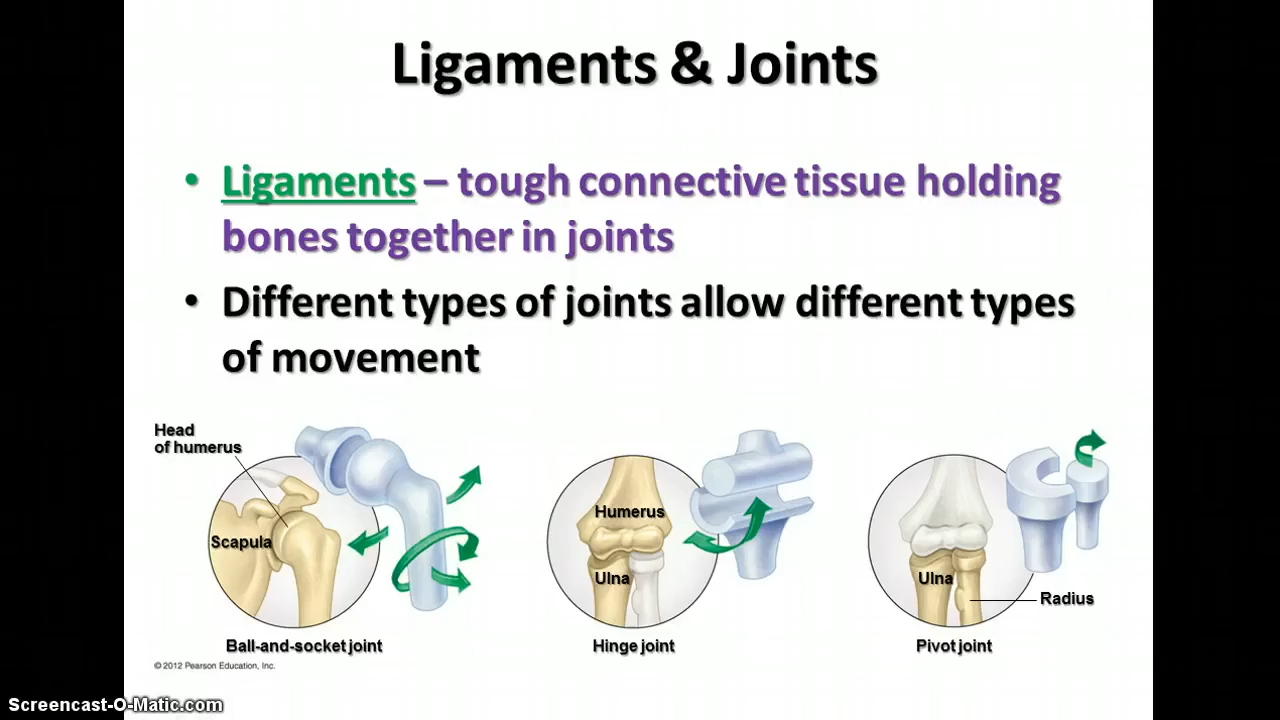 Ligaments & Joints
• Ligaments – tough connective tissue holding
bones together in joints
• Different types of joints allow different types
of movement
Head
of humerus
Scapula
Ball-and-socket joint
Humerus
Ulna
Hinge joint
Ulna
Radius
Pivot joint
© 2012 Pearson Education, Inc.
Screencast-O-Matic.com